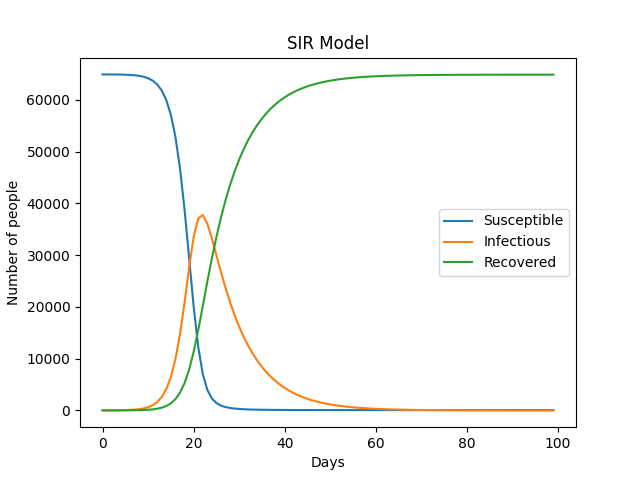 SIR Model
Number of people
60000
50000
40000
30000
20000
10000
0
Susceptible
Infectious
Recovered
0 20 40 60 80 100
Days